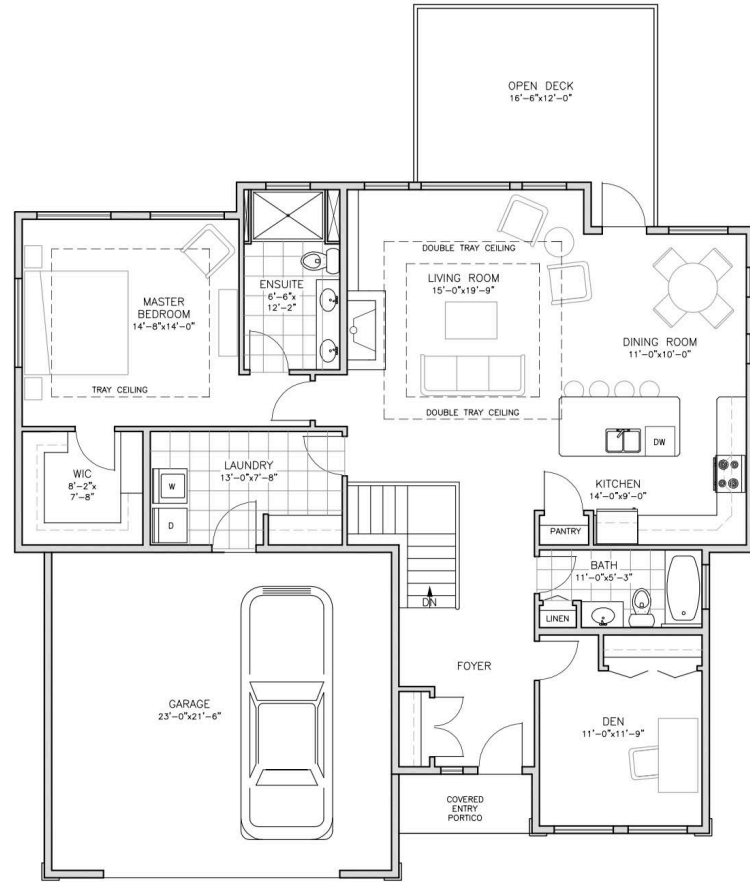 OPEN DECK
16'-6"x12'-0"
DOUBLE TRAY CEILING
LIVING ROOM
15'-0"x19'-9"
DOUBLE TRAY CEILING
ENSUITE
6'-6"x
12'-2"
MASTER
BEDROOM
14'-8"x14'-0"
TRAY CEILING
DINING ROOM
11'-0"x10'-0"
DW
KITCHEN
14'-0"x9'-0"
PANTRY
WIC
8'-2"x
7'-8"
LAUNDRY
13'-0"x7'-8"
W
D
BATH
11'-0"x5'-3"
LINEN
DN
FOYER
GARAGE
23'-0"x21'-6"
DEN
11'-0"x11'-9"
COVERED
ENTRY
PORTICO